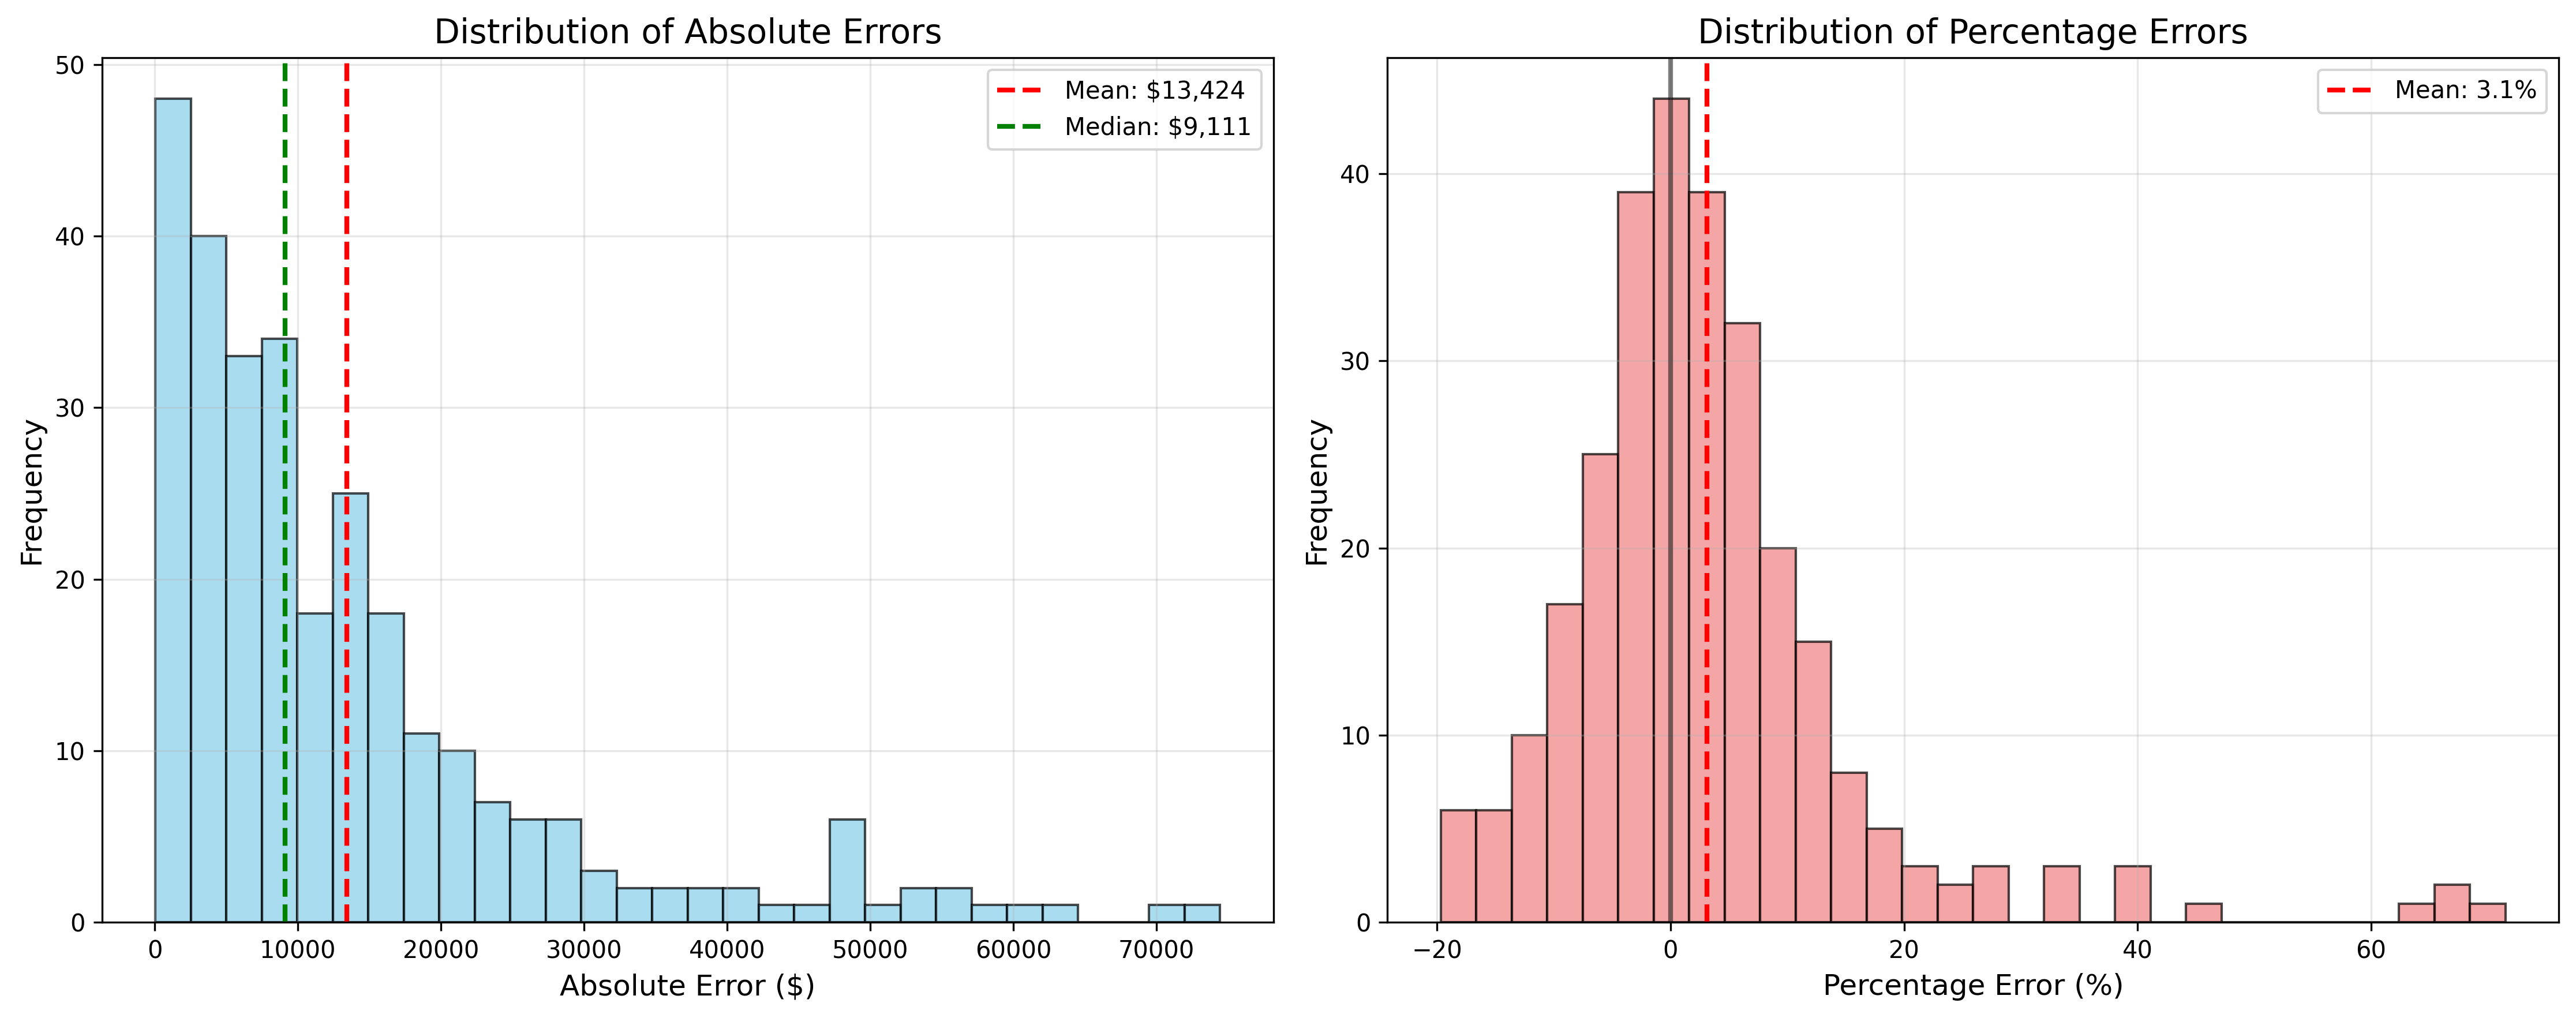 Distribution of Absolute Errors
Mean: $13,424
Median: $9,111
50
40
30
20
10
0
Frequency
0 10000 20000 30000 40000 50000 60000 70000
Absolute Error ($)
Distribution of Percentage Errors
Mean: 3.1%
40
30
20
10
0
Frequency
−20 0 20 40 60
Percentage Error (%)